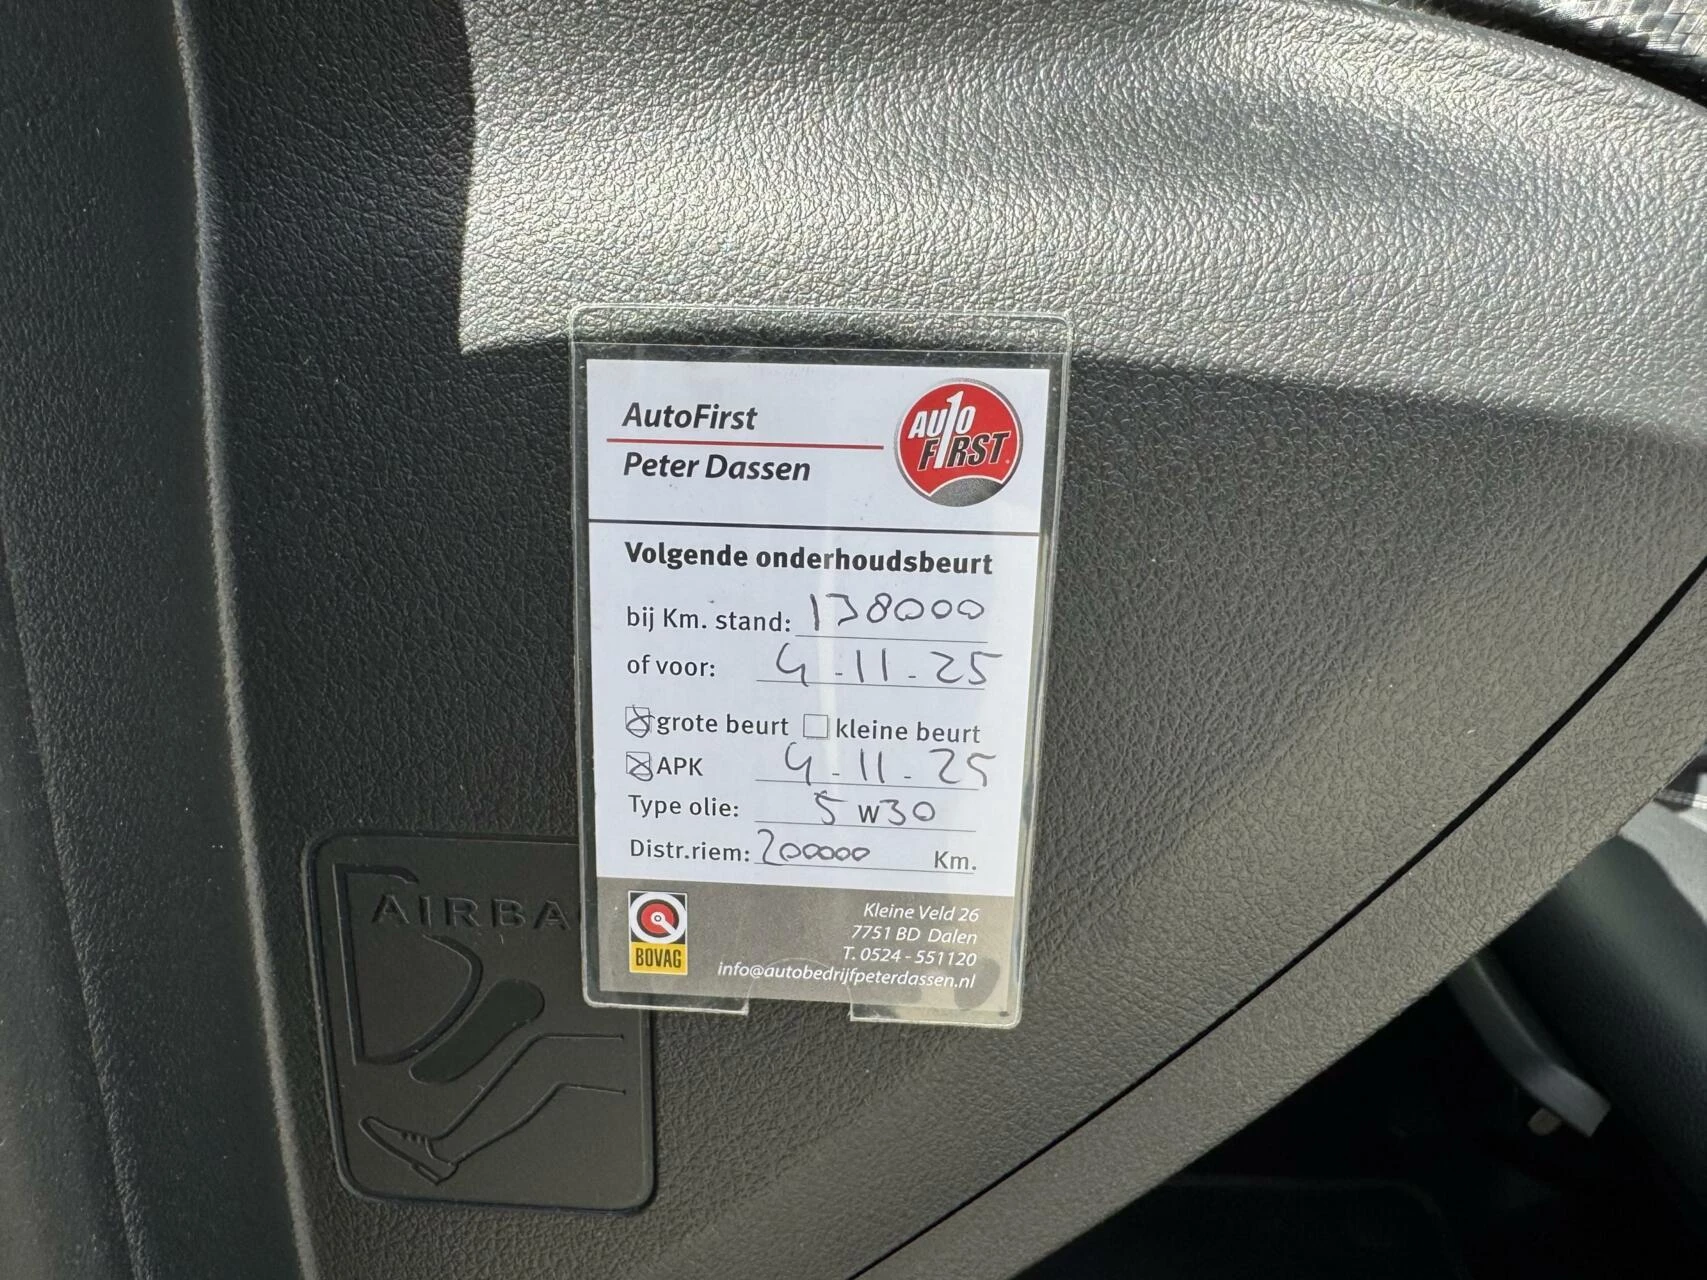 AutoFirst
Peter Dassen
AUTO
FIRST
Volgende onderhoudsbeurt
bij Km. stand: 138000
of voor: 4-11-25
grote beurt kleine beurt
APK 4-11-25
Type olie: 5W30
Distr.riem: 200000 Km.
BOVAG
Kleine Veld 26
7751 BD Dalen
T. 0524 - 551120
info@autobedrijfpeterdassen.nl